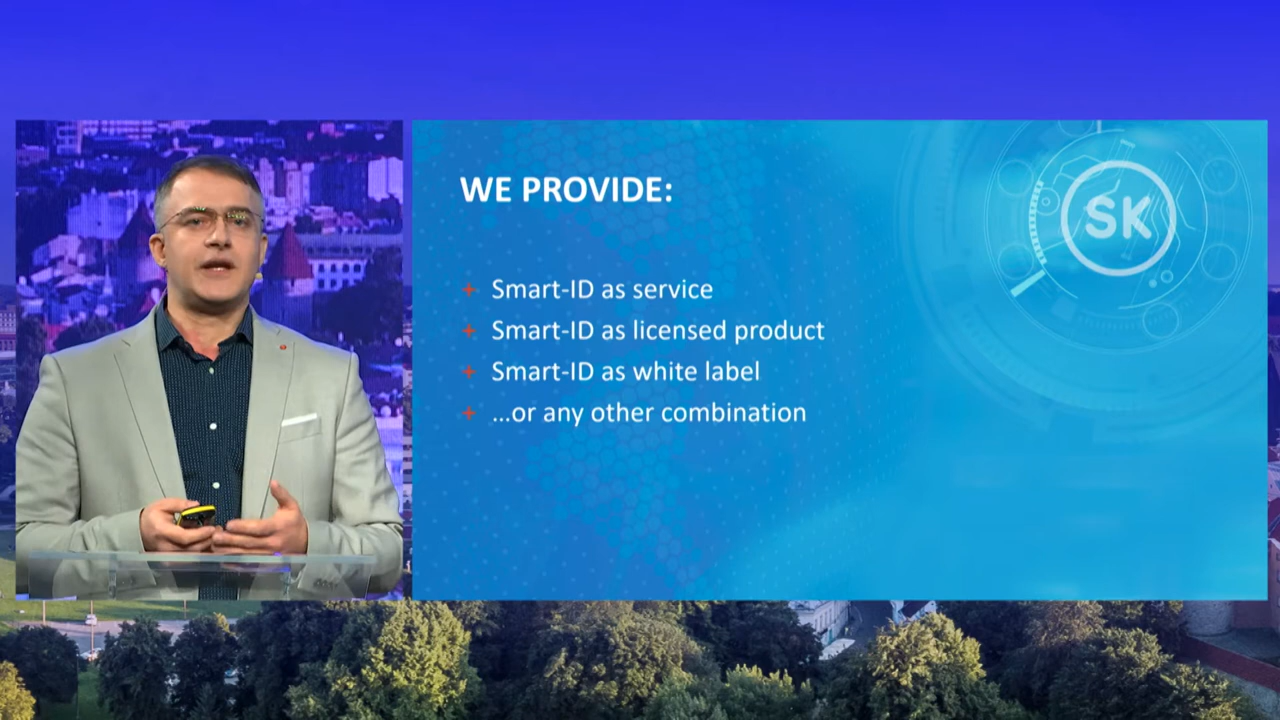 WE PROVIDE:
SK
+ Smart-ID as service
+ Smart-ID as licensed product
+ Smart-ID as white label
+ ...or any other combination